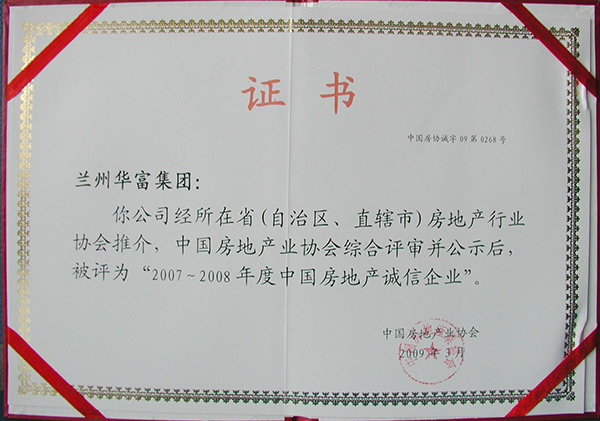 证书
中国房协诚字 09 第 0268 号
兰州华富集团：
你公司经所在省（自治区、直辖市）房地产行业
协会推介，中国房地产业协会综合评审并公示后，
被评为“2007～2008 年度中国房地产诚信企业”。
中国房地产业协会
2009 年 3 月